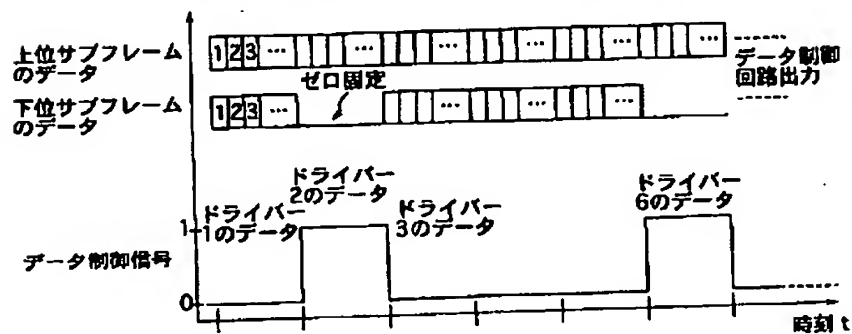 上位サブフレーム
のデータ
1 2 3 … … … … … …
データ制御
回路出力
ゼロ固定
下位サブフレーム
のデータ
1 2 3 … … … …
ドライバー
1のデータ
ドライバー
2のデータ
ドライバー
3のデータ
ドライバー
6のデータ
データ制御信号
1
0
時刻 t